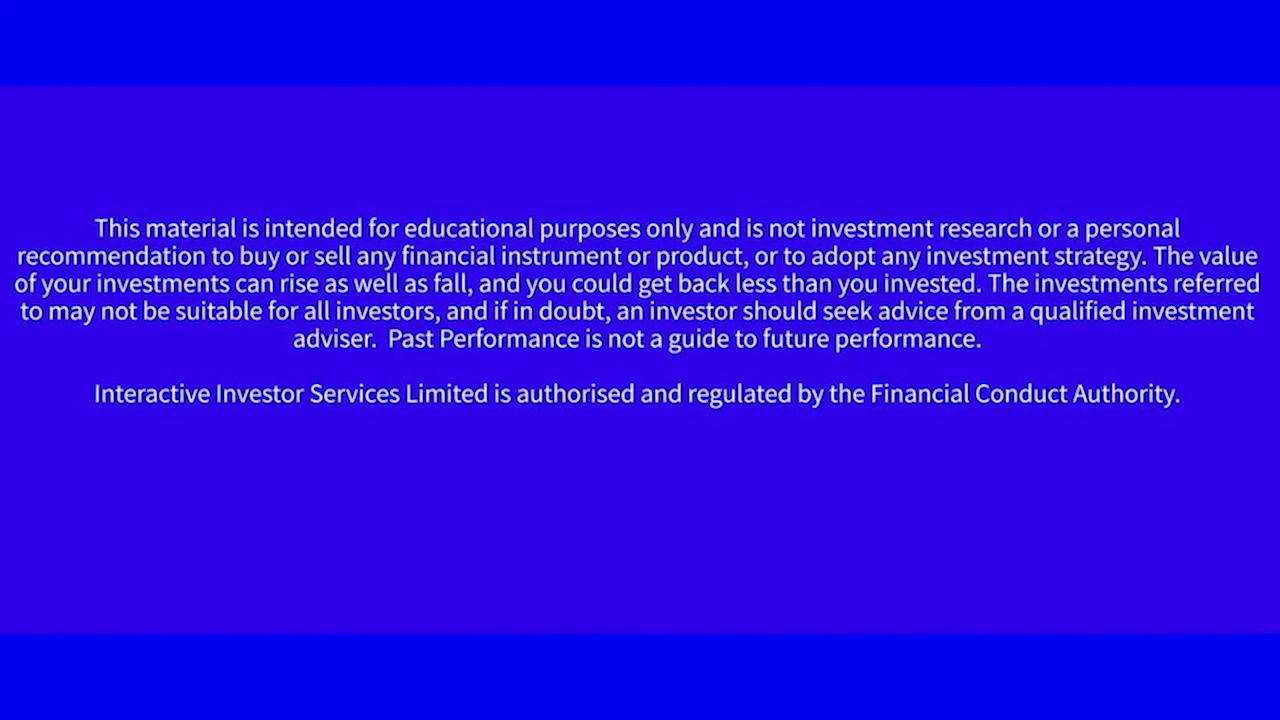 This material is intended for educational purposes only and is not investment research or a personal
recommendation to buy or sell any financial instrument or product, or to adopt any investment strategy. The value
of your investments can rise as well as fall, and you could get back less than you invested. The investments referred
to may not be suitable for all investors, and if in doubt, an investor should seek advice from a qualified investment
adviser.  Past Performance is not a guide to future performance.
Interactive Investor Services Limited is authorised and regulated by the Financial Conduct Authority.